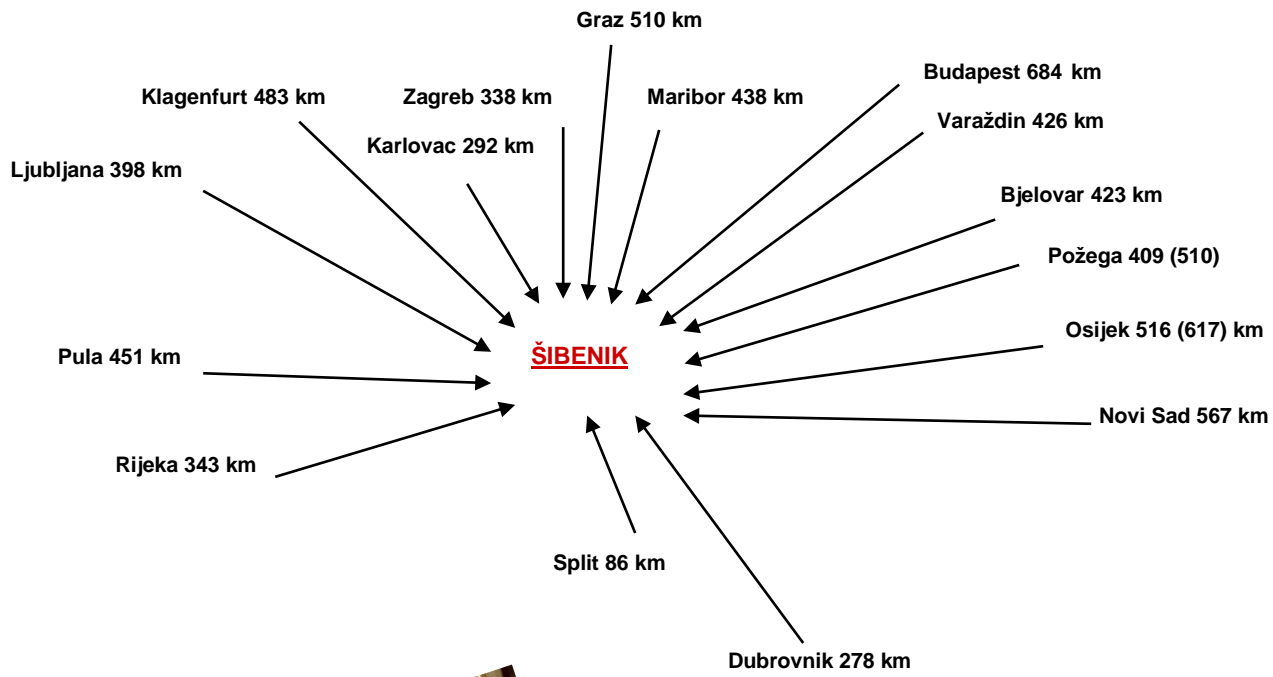 Graz 510 km
Budapest 684 km
Klagenfurt 483 km
Zagreb 338 km
Maribor 438 km
Varaždin 426 km
Karlovac 292 km
Ljubljana 398 km
Bjelovar 423 km
Požega 409 (510)
Osijek 516 (617) km
ŠIBENIK
Pula 451 km
Novi Sad 567 km
Rijeka 343 km
Split 86 km
Dubrovnik 278 km